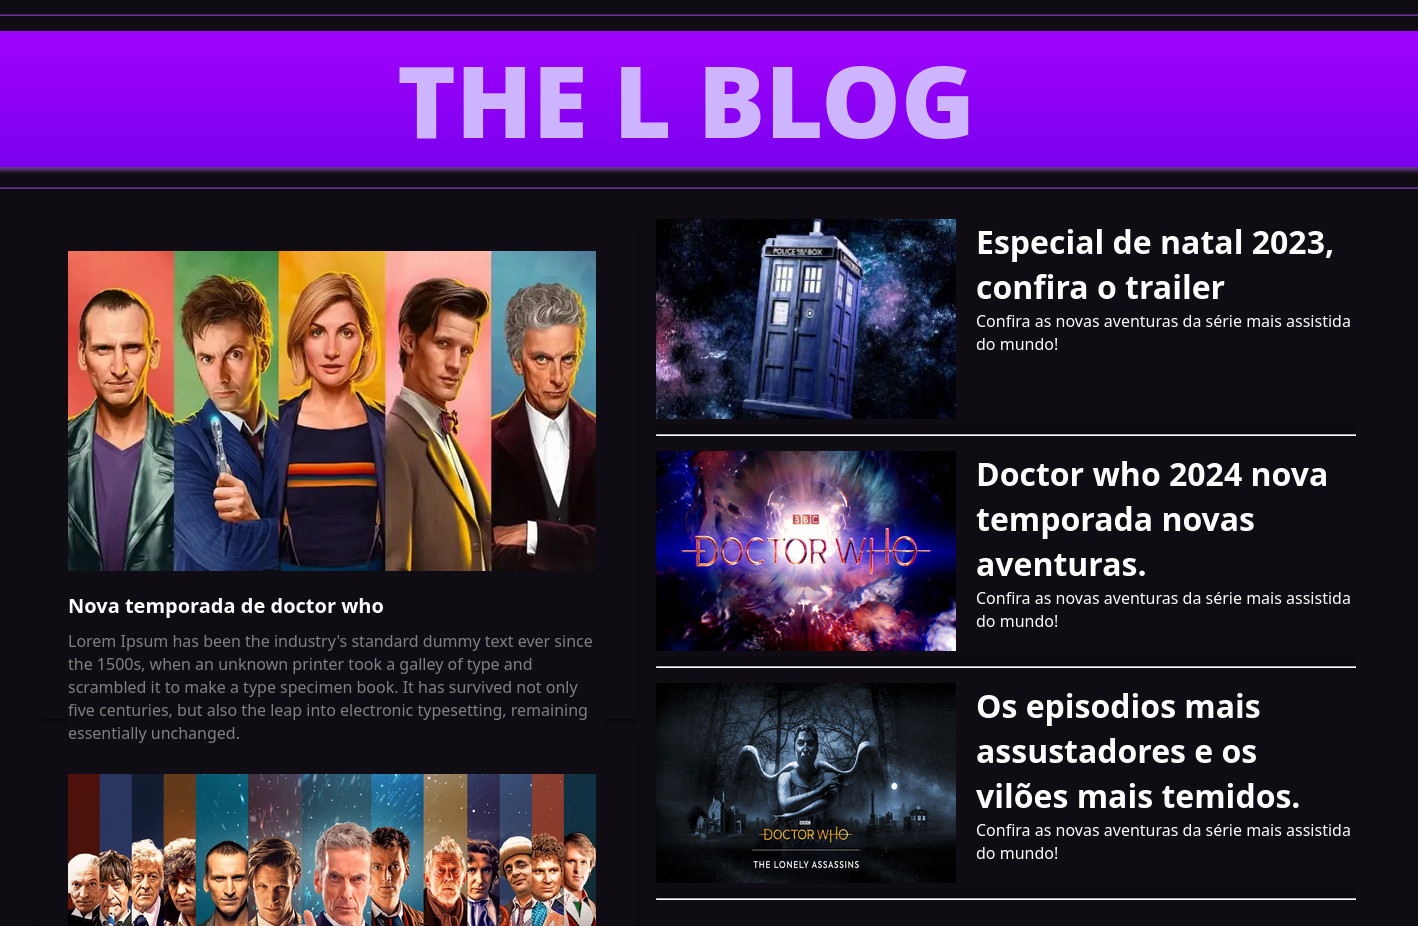 THE L BLOG
Nova temporada de doctor who
Lorem Ipsum has been the industry's standard dummy text ever since
the 1500s, when an unknown printer took a galley of type and
scrambled it to make a type specimen book. It has survived not only
five centuries, but also the leap into electronic typesetting, remaining
essentially unchanged.
POLICE BOX
Especial de natal 2023,
confira o trailer
Confira as novas aventuras da série mais assistida
do mundo!
BBC
DOCTOR WHO
Doctor who 2024 nova
temporada novas
aventuras.
Confira as novas aventuras da série mais assistida
do mundo!
BBC
DOCTOR WHO
THE LONELY ASSASSINS
Os episodios mais
assustadores e os
vilões mais temidos.
Confira as novas aventuras da série mais assistida
do mundo!